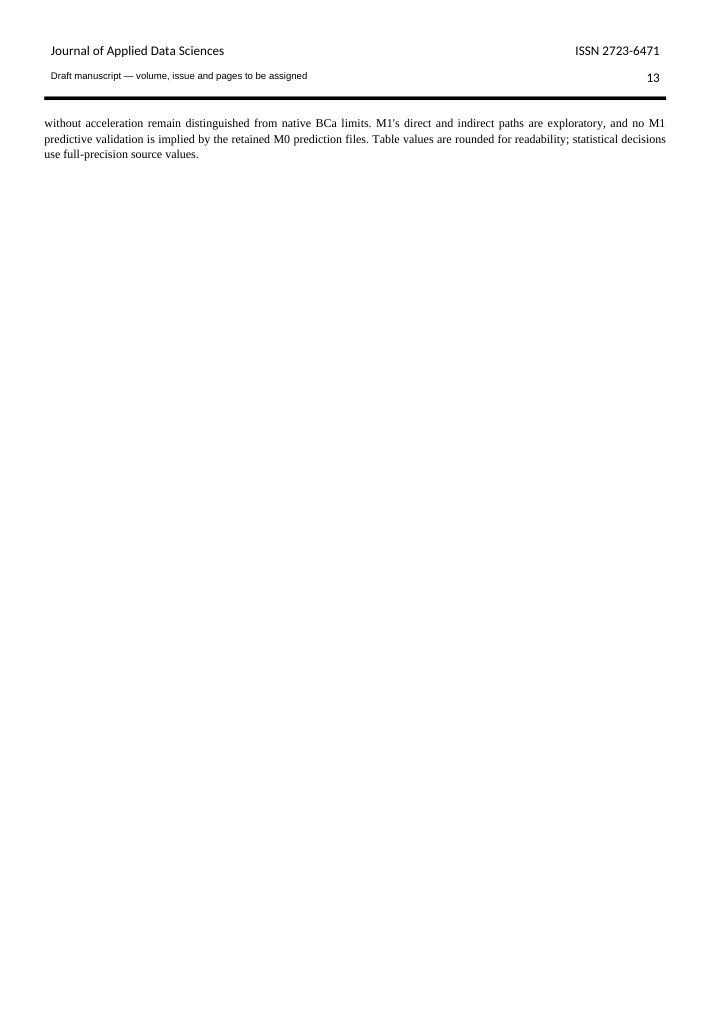 Journal of Applied Data Sciences ISSN 2723-6471
Draft manuscript — volume, issue and pages to be assigned 13
without acceleration remain distinguished from native BCa limits. M1's direct and indirect paths are exploratory, and no M1
predictive validation is implied by the retained M0 prediction files. Table values are rounded for readability; statistical decisions
use full-precision source values.